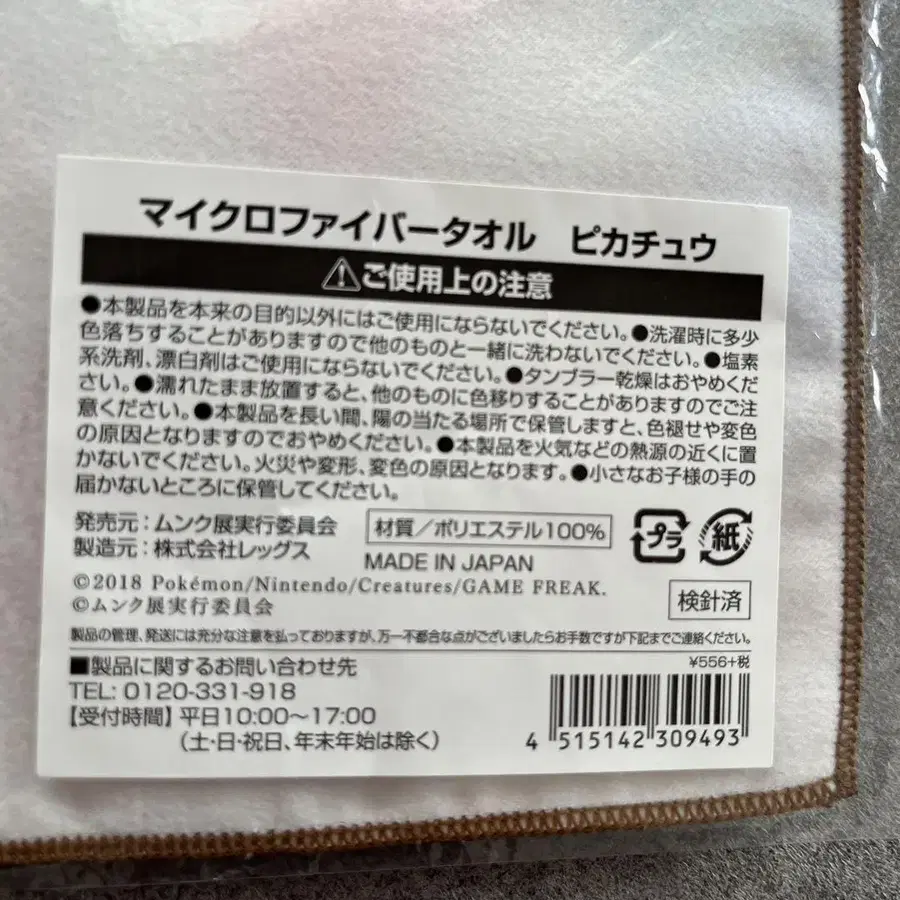 マイクロファイバータオル　ピカチュウ
⚠ご使用上の注意
●本製品を本来の目的以外にはご使用にならないでください。●洗濯時に多少
色落ちすることがありますので他のものと一緒に洗わないでください。●塩素
系洗剤、漂白剤はご使用にならないでください。●タンブラー乾燥はおやめくだ
さい。●濡れたまま放置すると、他のものに色移りすることがありますのでご注
意ください。●本製品を長い間、陽の当たる場所で保管しますと、色褪せや変色
の原因となりますのでおやめください。●本製品を火気などの熱源の近くに置
かないでください。火災や変形、変色の原因となります。●小さなお子様の手の
届かないところに保管してください。
発売元：ムンク展実行委員会
製造元：株式会社レッグス
材質／ポリエステル100%
MADE IN JAPAN
プラ
紙
©2018 Pokémon/Nintendo/Creatures/GAME FREAK.
©ムンク展実行委員会
検針済
製品の管理、発送には充分な注意を払っておりますが、万一不都合な点がございましたらお手数ですが下記までご連絡ください。
■製品に関するお問い合わせ先
TEL: 0120-331-918
【受付時間】平日10:00～17:00
（土・日・祝日、年末年始は除く）
¥556+税
4 515142 309493